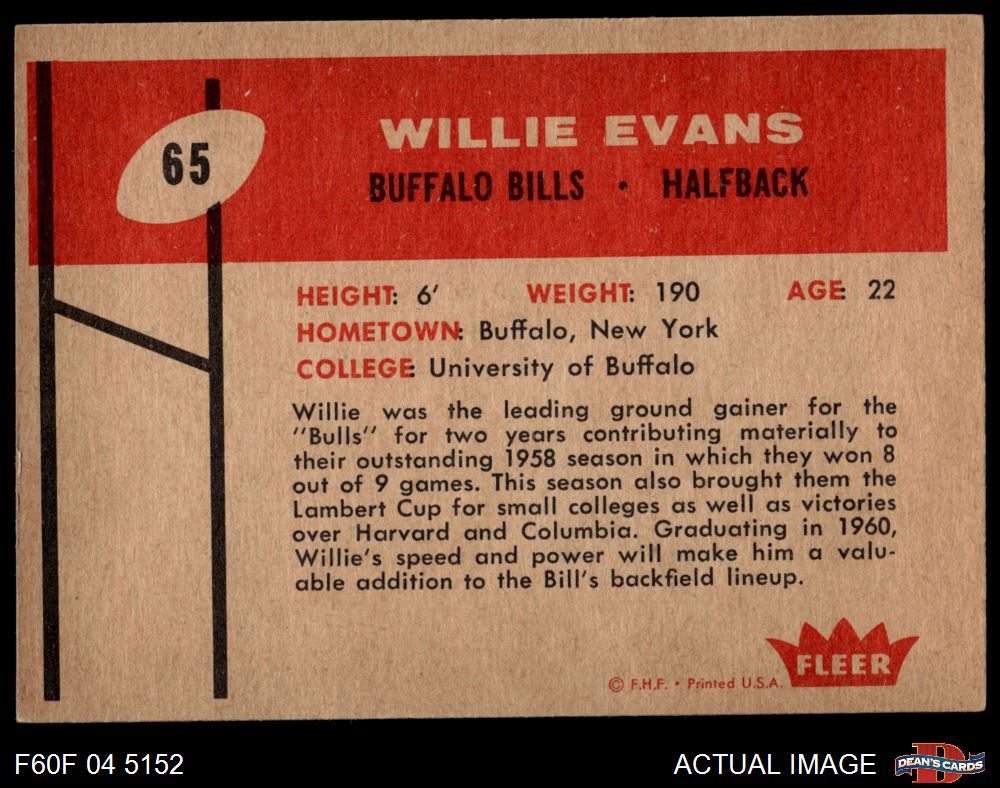 65
WILLIE EVANS
BUFFALO BILLS • HALFBACK
HEIGHT: 6' WEIGHT: 190 AGE: 22
HOMETOWN: Buffalo, New York
COLLEGE: University of Buffalo
Willie was the leading ground gainer for the
"Bulls" for two years contributing materially to
their outstanding 1958 season in which they won 8
out of 9 games. This season also brought them the
Lambert Cup for small colleges as well as victories
over Harvard and Columbia. Graduating in 1960,
Willie's speed and power will make him a valu-
able addition to the Bill's backfield lineup.
© F.H.F. • Printed U.S.A.
FLEER
F60F 04 5152
ACTUAL IMAGE
DEAN'S CARDS